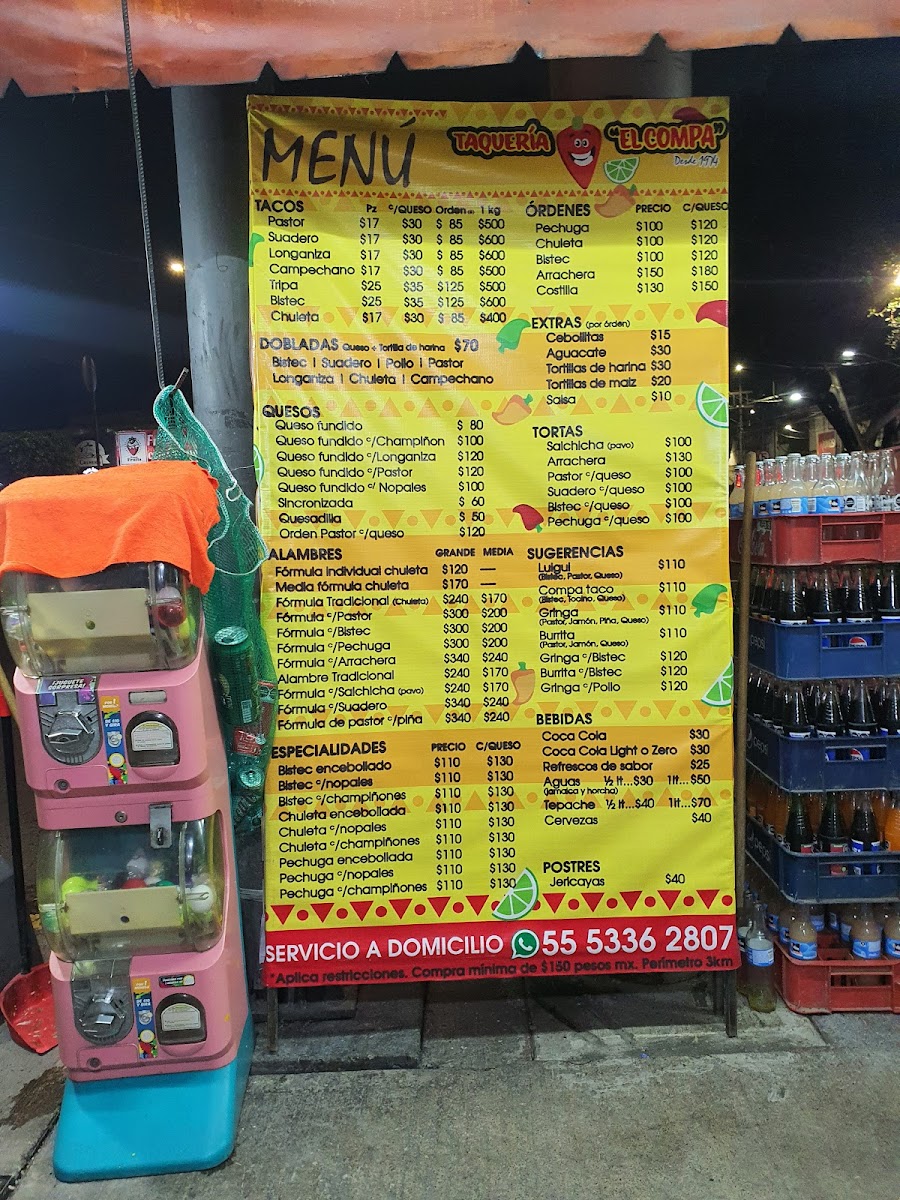 MENÚ
TAQUERÍA "EL COMPA"
Desde 1974
TACOS Pz c/QUESO Orden 1 kg
Pastor $17 $30 $ 85 $500
Suadero $17 $30 $ 85 $600
Longaniza $17 $30 $ 85 $600
Campechano $17 $30 $ 85 $500
Tripa $25 $35 $125 $500
Bistec $25 $35 $125 $600
Chuleta $17 $30 $ 85 $400
DOBLADAS Queso + Tortilla de harina $70
Bistec | Suadero | Pollo | Pastor
Longaniza | Chuleta | Campechano
QUESOS
Queso fundido $ 80
Queso fundido c/Champiñon $100
Queso fundido c/Longaniza $120
Queso fundido c/Pastor $120
Queso fundido c/ Nopales $100
Sincronizada $ 60
Quesadilla $ 50
Orden Pastor c/queso $120
ALAMBRES GRANDE MEDIA
Fórmula individual chuleta $120 —
Media fórmula chuleta $170 —
Fórmula Tradicional (Chuleta) $240 $170
Fórmula c/Pastor $300 $200
Fórmula c/Bistec $300 $200
Fórmula c/Pechuga $300 $200
Fórmula c/Arrachera $340 $240
Alambre Tradicional $240 $170
Fórmula c/Salchicha (pavo) $240 $170
Fórmula c/Suadero $340 $240
Fórmula de pastor c/piña $340 $240
ESPECIALIDADES PRECIO C/QUESO
Bistec encebollado $110 $130
Bistec c/nopales $110 $130
Bistec c/champiñones $110 $130
Chuleta encebollada $110 $130
Chuleta c/nopales $110 $130
Chuleta c/champiñones $110 $130
Pechuga encebollada $110 $130
Pechuga c/nopales $110 $130
Pechuga c/champiñones $110 $130
ÓRDENES PRECIO C/QUESO
Pechuga $100 $120
Chuleta $100 $120
Bistec $100 $120
Arrachera $150 $180
Costilla $130 $150
EXTRAS (por órden)
Cebollitas $15
Aguacate $30
Tortillas de harina $30
Tortillas de maiz $20
Salsa $10
TORTAS
Salchicha (pavo) $100
Arrachera $130
Pastor c/queso $100
Suadero c/queso $100
Bistec c/queso $100
Pechuga c/queso $100
SUGERENCIAS
Luigui $110
(Bistec, Pastor, Queso)
Compa taco $110
(Bistec, Tocino, Queso)
Gringa $110
(Pastor, Jamón, Piña, Queso)
Burrita $110
(Pastor, Jamón, Queso)
Gringa c/Bistec $120
Burrita c/Bistec $120
Gringa c/Pollo $120
BEBIDAS
Coca Cola $30
Coca Cola Light o Zero $30
Refrescos de sabor $25
Aguas ½ lt...$30 1lt...$50
(jamaica y horcha)
Tepache ½ lt...$40 1lt...$70
Cervezas $40
POSTRES
Jericayas $40
SERVICIO A DOMICILIO 55 5336 2807
*Aplica restricciones. Compra mínima de $150 pesos mx. Perímetro 3km
¡JUGUETE SORPRESA!
pepsi
pepsi